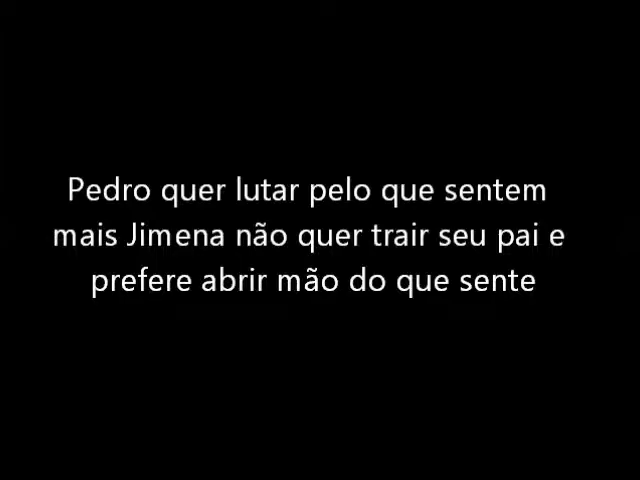 Pedro quer lutar pelo que sentem
mais Jimena não quer trair seu pai e
prefere abrir mão do que sente